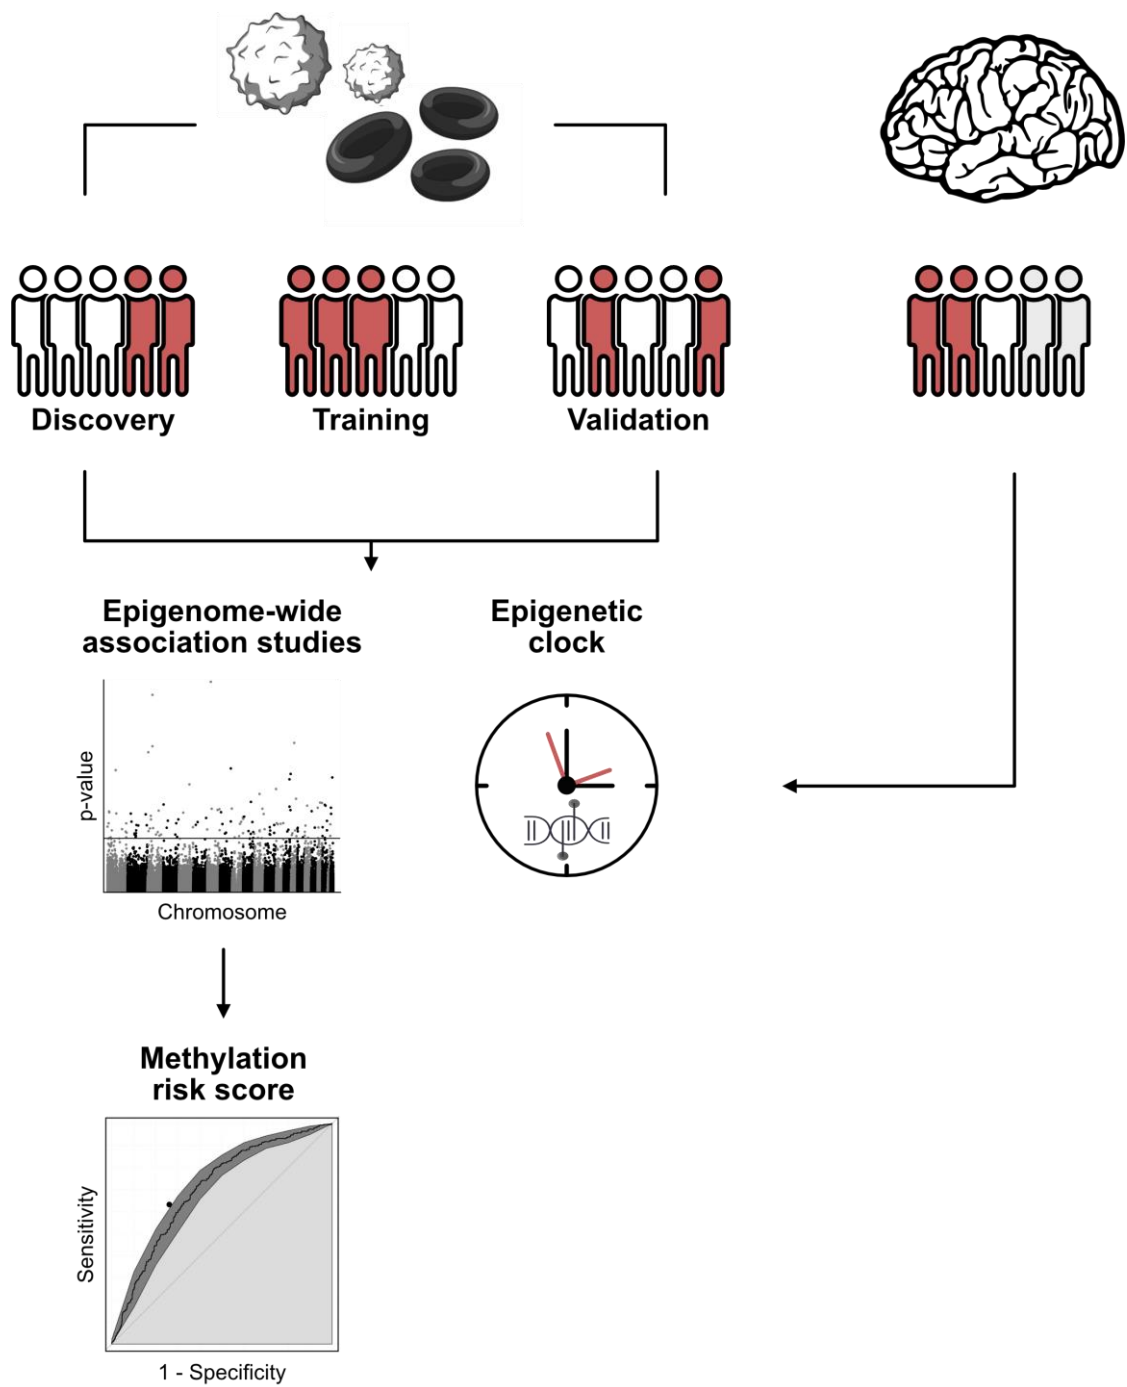 Discovery
Training
Validation
Epigenome-wide
association studies
Epigenetic
clock
p-value
Chromosome
Methylation
risk score
Sensitivity
1 - Specificity